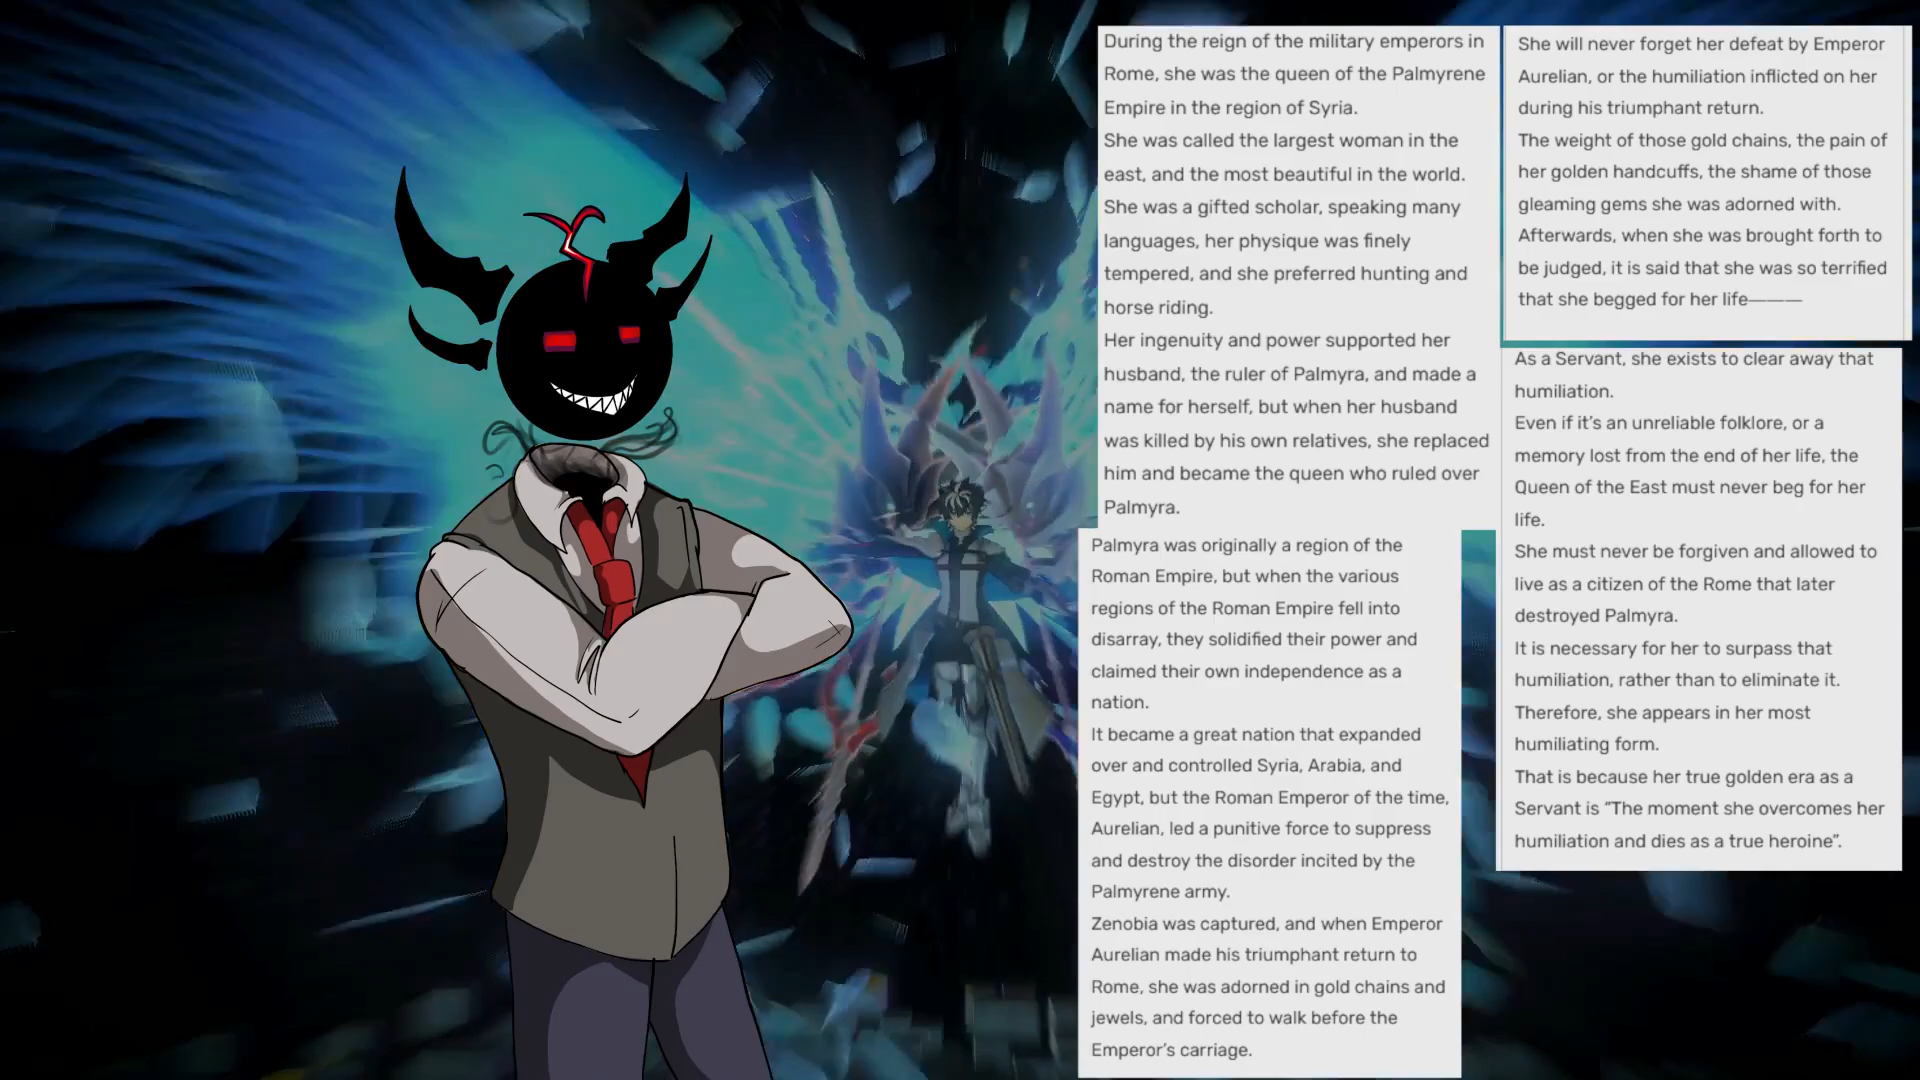 During the reign of the military emperors in
Rome, she was the queen of the Palmyrene
Empire in the region of Syria.
She was called the largest woman in the
east, and the most beautiful in the world.
She was a gifted scholar, speaking many
languages, her physique was finely
tempered, and she preferred hunting and
horse riding.
Her ingenuity and power supported her
husband, the ruler of Palmyra, and made a
name for herself, but when her husband
was killed by his own relatives, she replaced
him and became the queen who ruled over
Palmyra.
Palmyra was originally a region of the
Roman Empire, but when the various
regions of the Roman Empire fell into
disarray, they solidified their power and
claimed their own independence as a
nation.
It became a great nation that expanded
over and controlled Syria, Arabia, and
Egypt, but the Roman Emperor of the time,
Aurelian, led a punitive force to suppress
and destroy the disorder incited by the
Palmyrene army.
Zenobia was captured, and when Emperor
Aurelian made his triumphant return to
Rome, she was adorned in gold chains and
jewels, and forced to walk before the
Emperor's carriage.
She will never forget her defeat by Emperor
Aurelian, or the humiliation inflicted on her
during his triumphant return.
The weight of those gold chains, the pain of
her golden handcuffs, the shame of those
gleaming gems she was adorned with.
Afterwards, when she was brought forth to
be judged, it is said that she was so terrified
that she begged for her life———
As a Servant, she exists to clear away that
humiliation.
Even if it's an unreliable folklore, or a
memory lost from the end of her life, the
Queen of the East must never beg for her
life.
She must never be forgiven and allowed to
live as a citizen of the Rome that later
destroyed Palmyra.
It is necessary for her to surpass that
humiliation, rather than to eliminate it.
Therefore, she appears in her most
humiliating form.
That is because her true golden era as a
Servant is “The moment she overcomes her
humiliation and dies as a true heroine”.